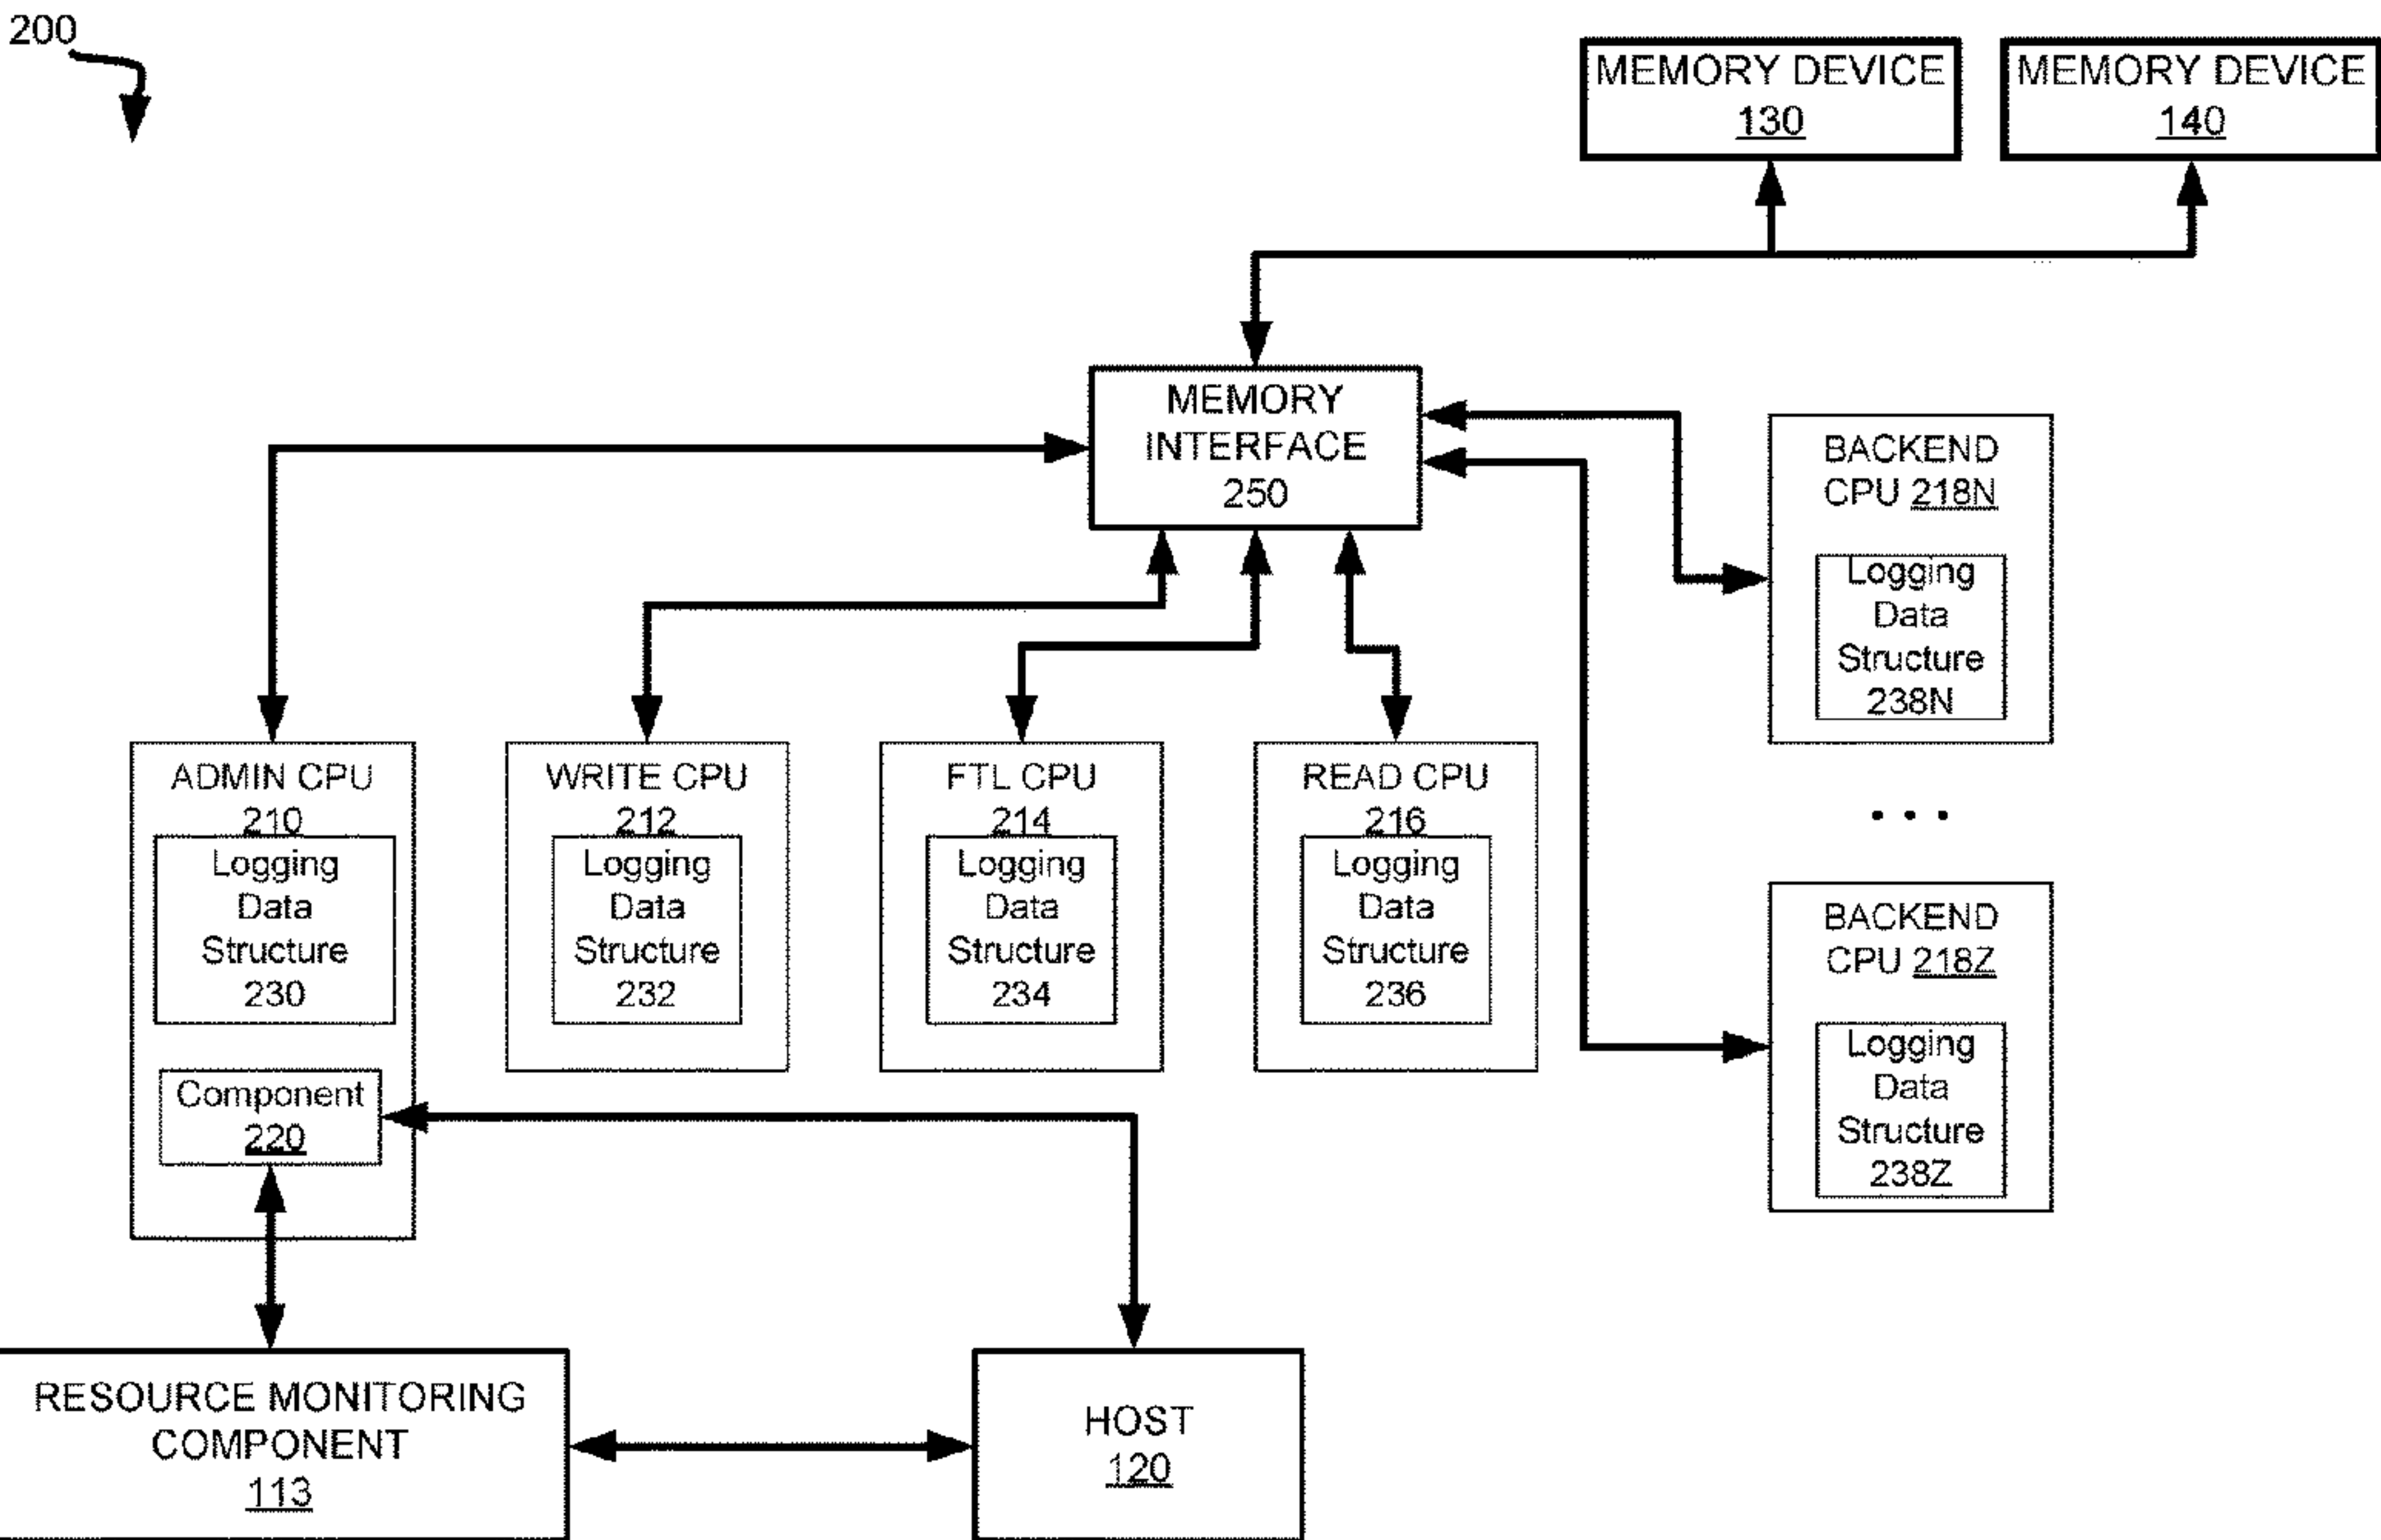 200
MEMORY DEVICE
130
MEMORY DEVICE
140
MEMORY
INTERFACE
250
BACKEND
CPU 218N
Logging
Data
Structure
238N
ADMIN CPU
210
Logging
Data
Structure
230
Component
220
WRITE CPU
212
Logging
Data
Structure
232
FTL CPU
214
Logging
Data
Structure
234
READ CPU
216
Logging
Data
Structure
236
. . .
BACKEND
CPU 218Z
Logging
Data
Structure
238Z
RESOURCE MONITORING
COMPONENT
113
HOST
120